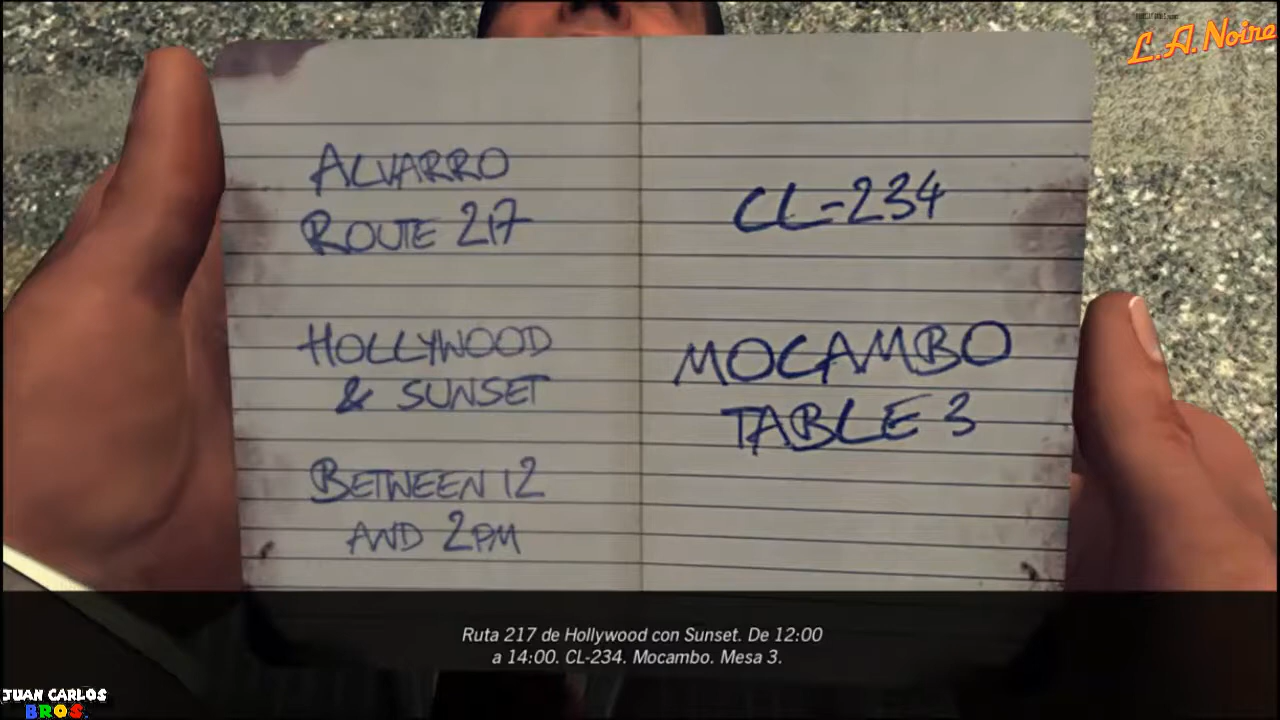 L.A. Noire
ALVARRO
ROUTE 217
HOLLYWOOD
& SUNSET
BETWEEN 12
AND 2PM
CL-234
MOCAMBO
TABLE 3
Ruta 217 de Hollywood con Sunset. De 12:00
a 14:00. CL-234. Mocambo. Mesa 3.
JUAN CARLOS
BROS.